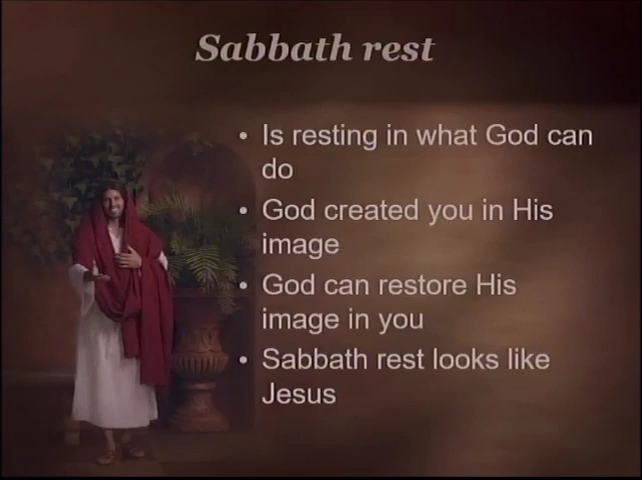 Sabbath rest
• Is resting in what God can
do
• God created you in His
image
• God can restore His
image in you
• Sabbath rest looks like
Jesus